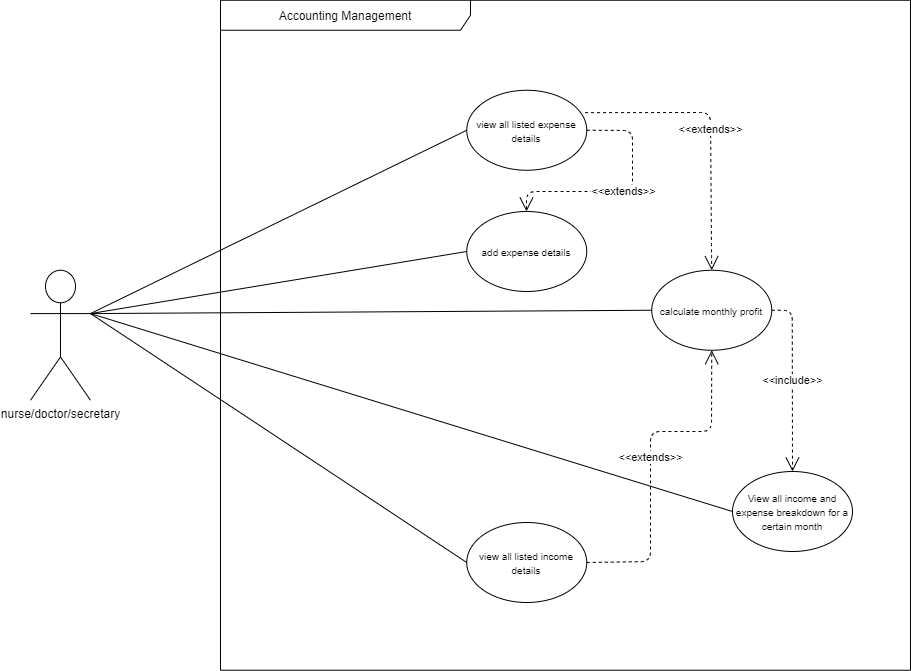 Accounting Management
view all listed expense
details
<<extends>>
<<extends>>
add expense details
calculate monthly profit
<<include>>
nurse/doctor/secretary
<<extends>>
View all income and
expense breakdown for a
certain month
view all listed income
details